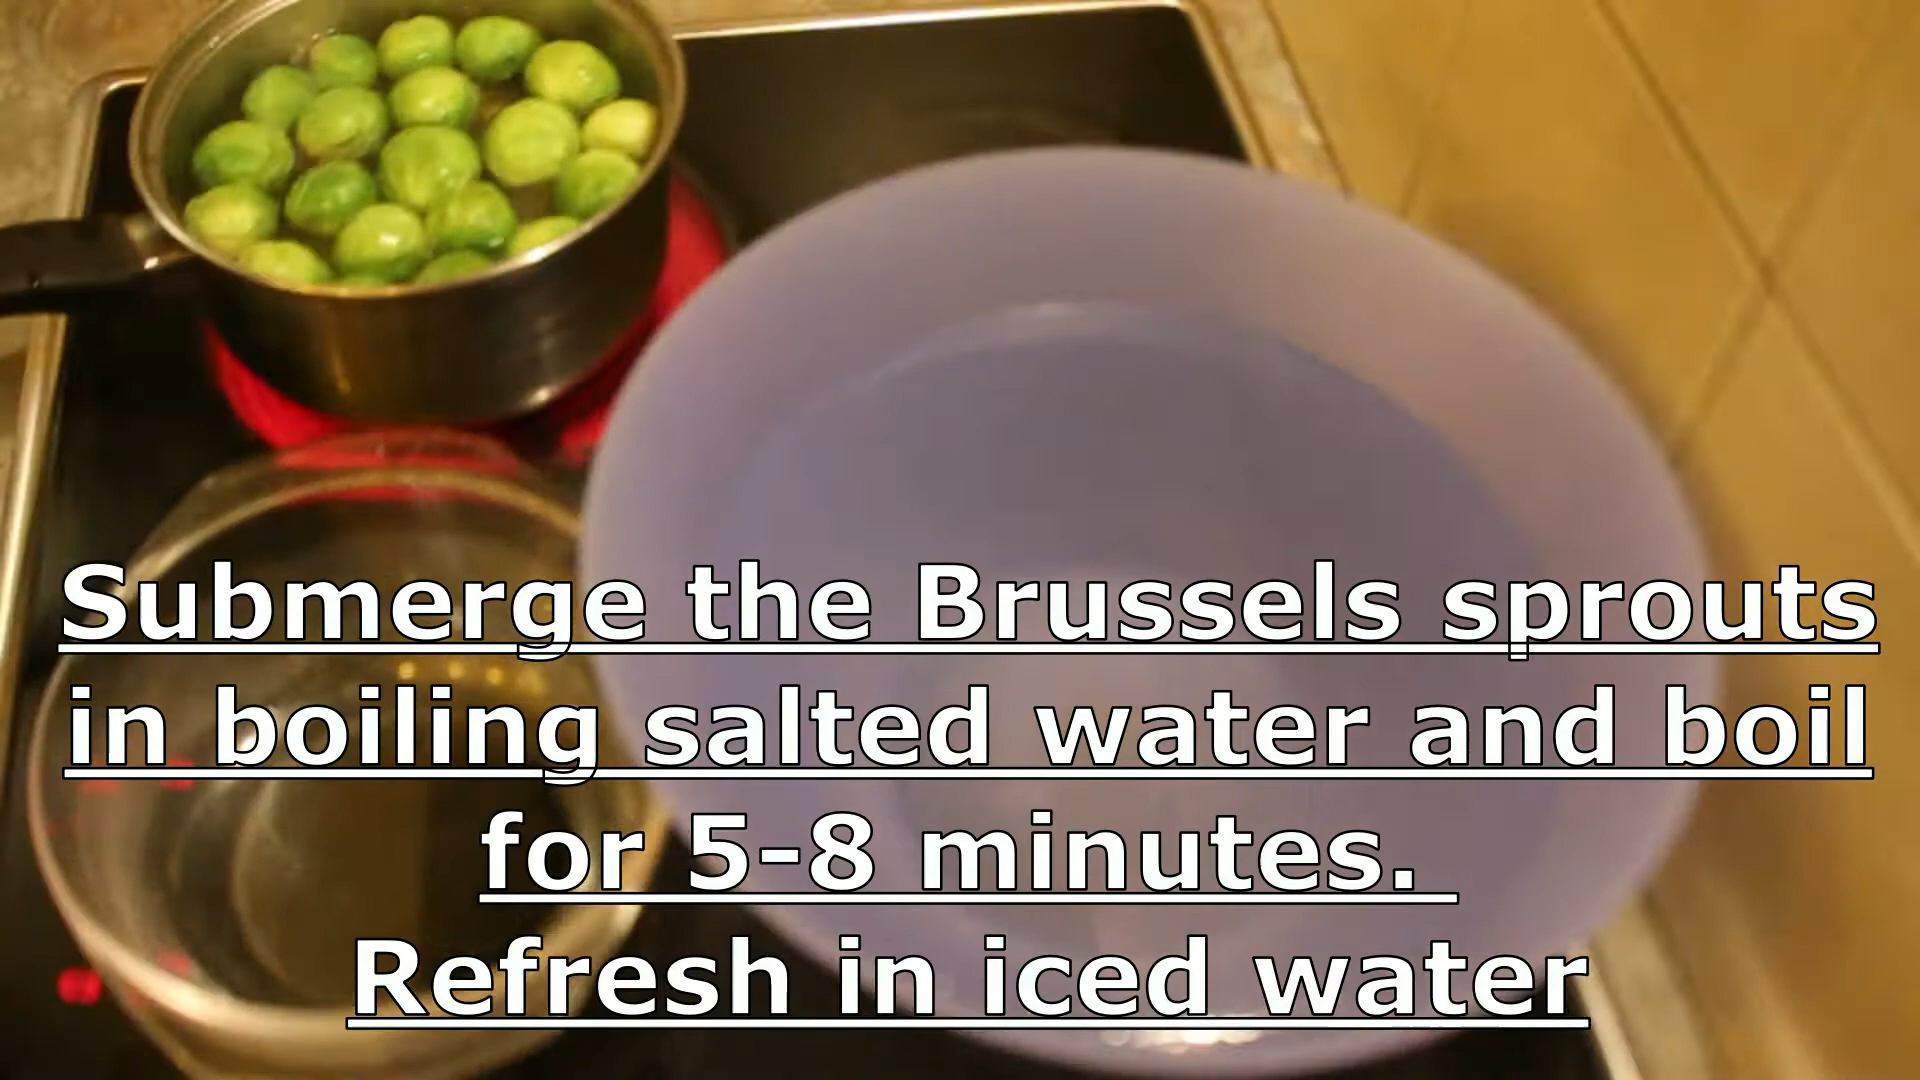 Submerge the Brussels sprouts
in boiling salted water and boil
for 5-8 minutes.
Refresh in iced water